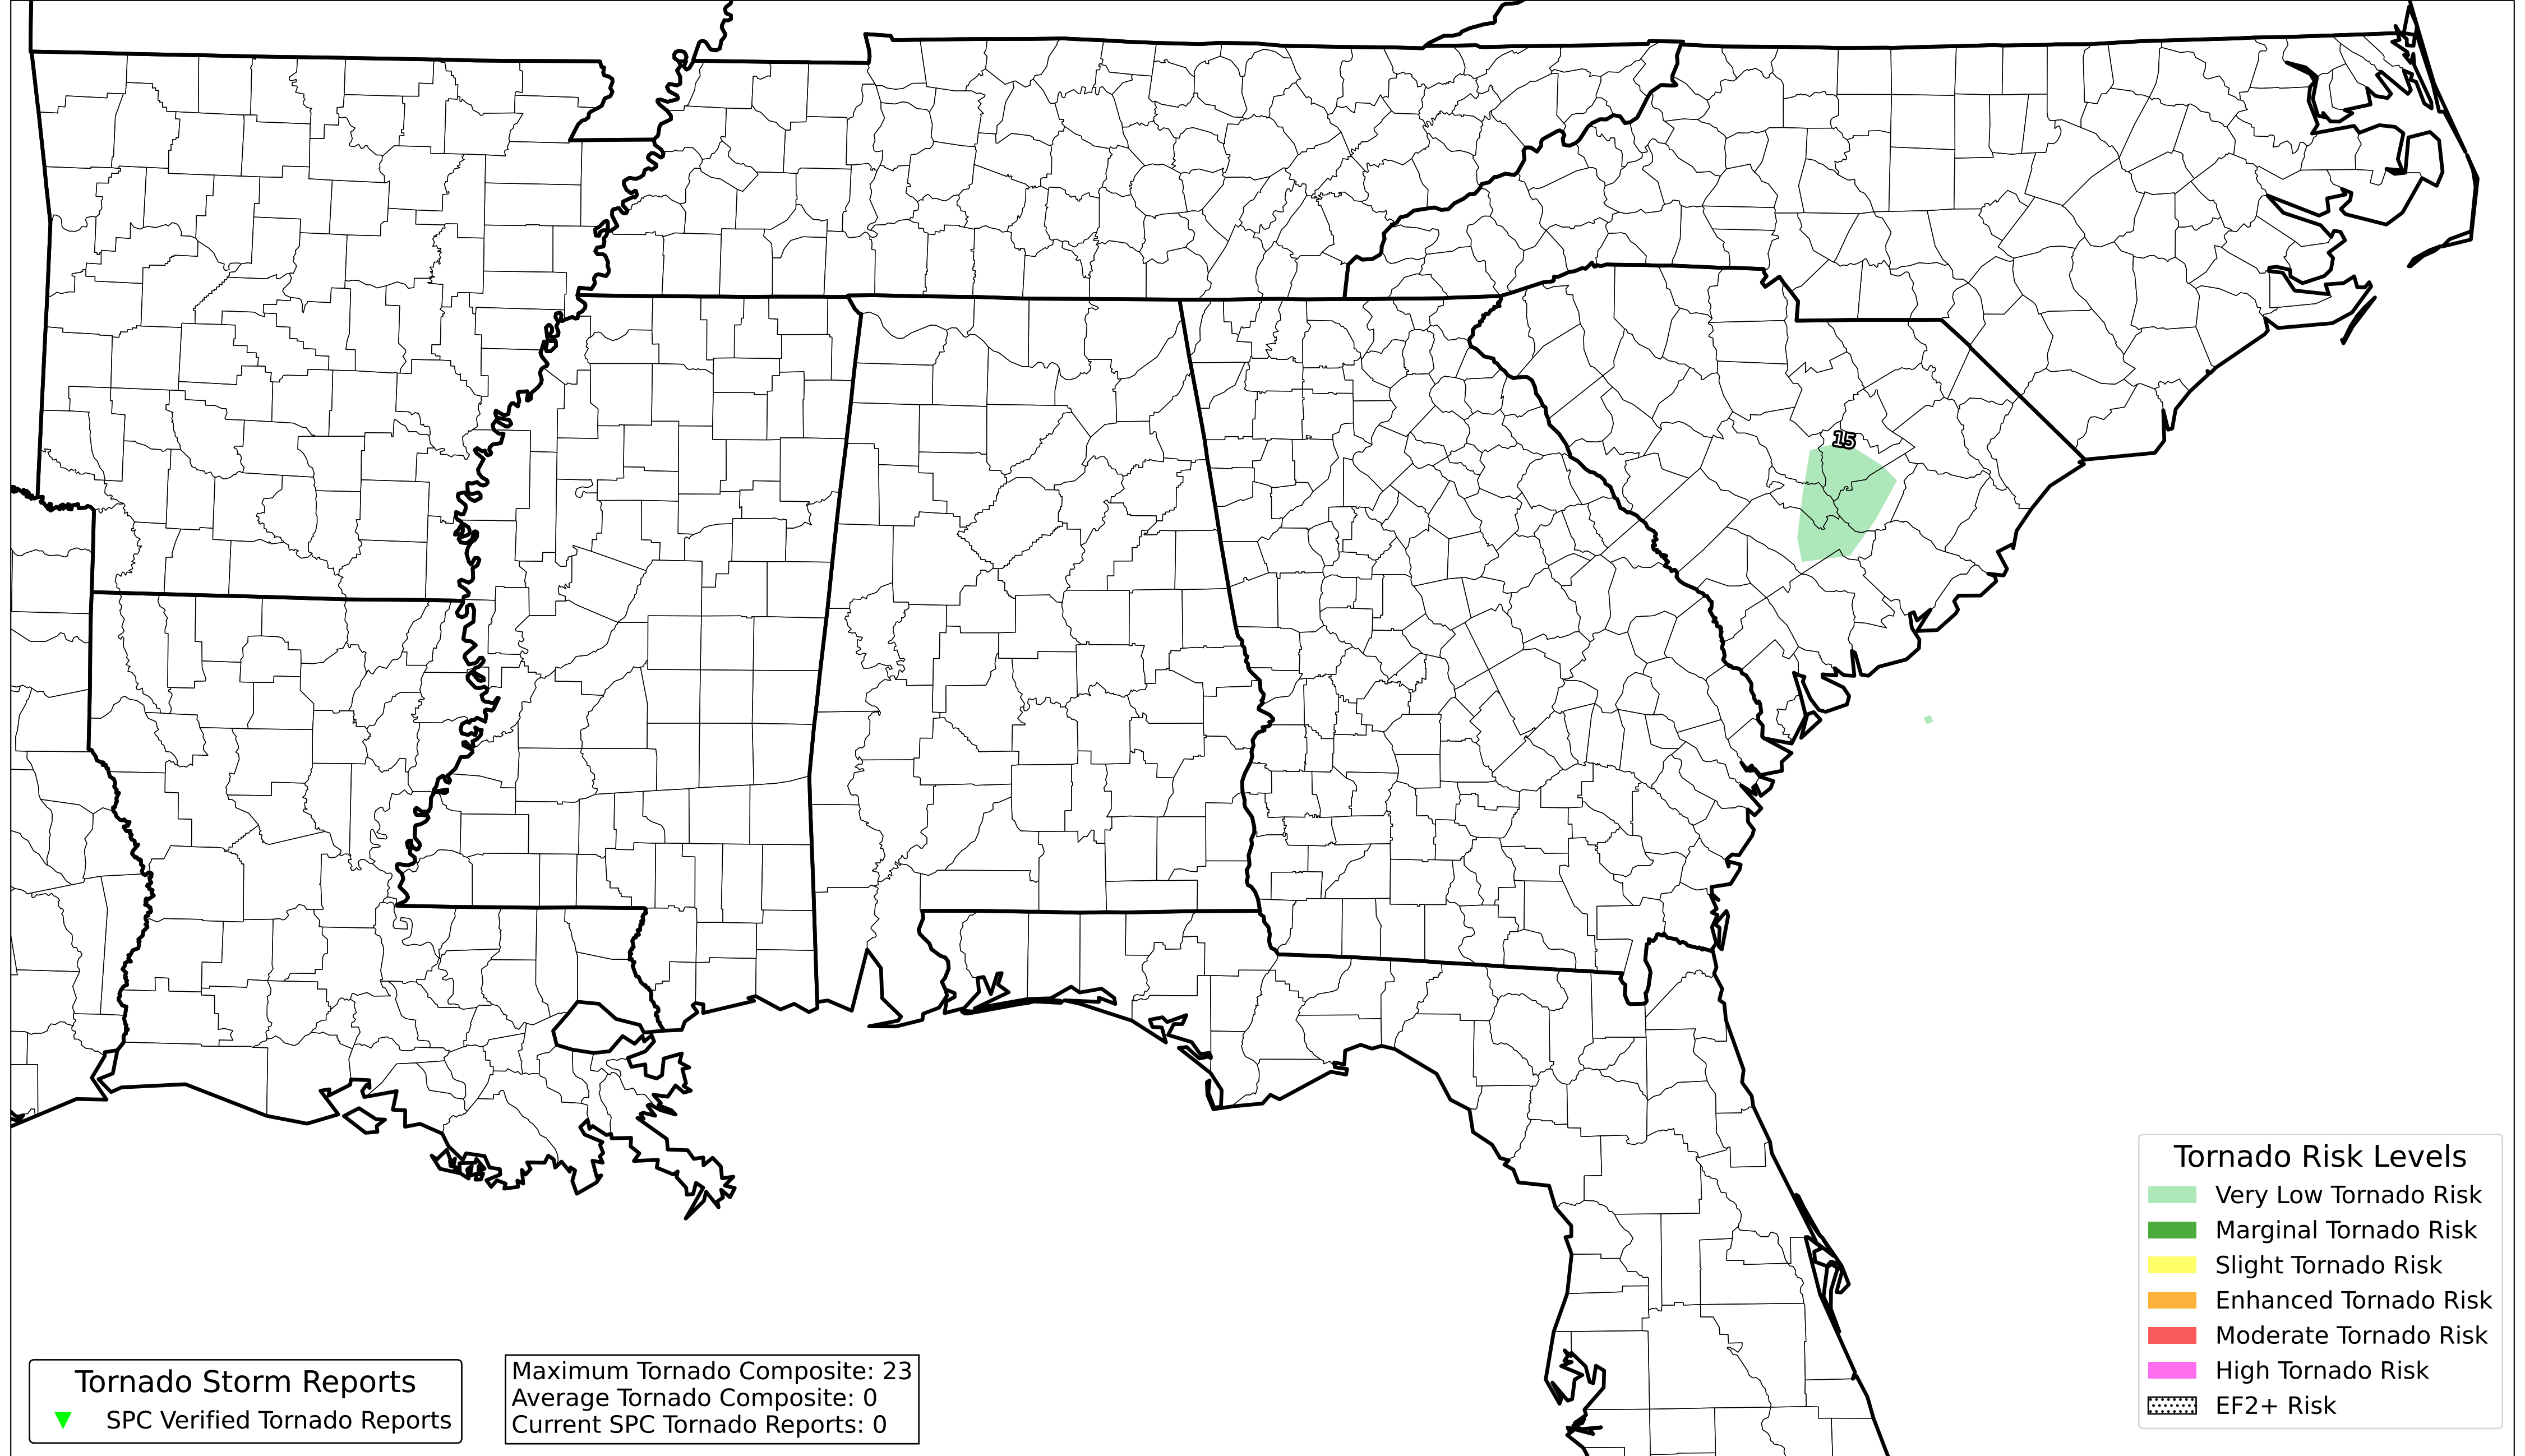 15
Tornado Risk Levels
Very Low Tornado Risk
Marginal Tornado Risk
Slight Tornado Risk
Enhanced Tornado Risk
Moderate Tornado Risk
High Tornado Risk
EF2+ Risk
Tornado Storm Reports
SPC Verified Tornado Reports
Maximum Tornado Composite: 23
Average Tornado Composite: 0
Current SPC Tornado Reports: 0